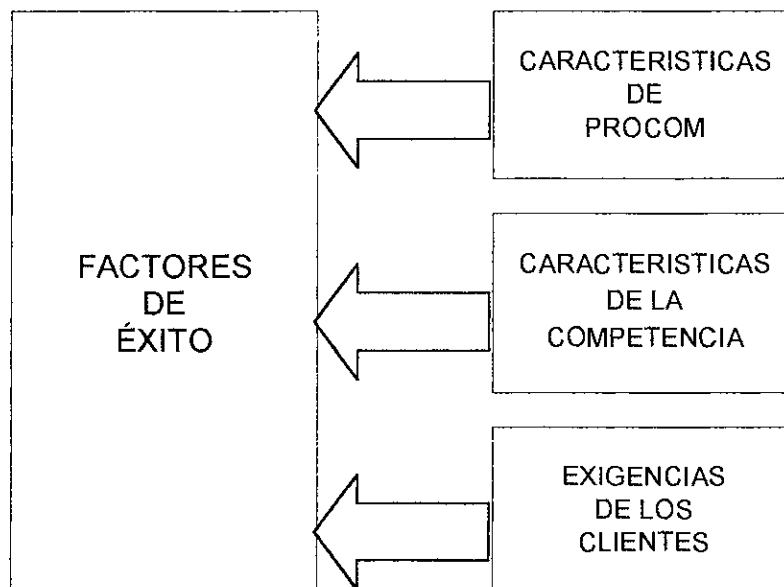 FACTORES
DE
ÉXITO
CARACTERISTICAS
DE
PROCOM
CARACTERISTICAS
DE LA
COMPETENCIA
EXIGENCIAS
DE LOS
CLIENTES